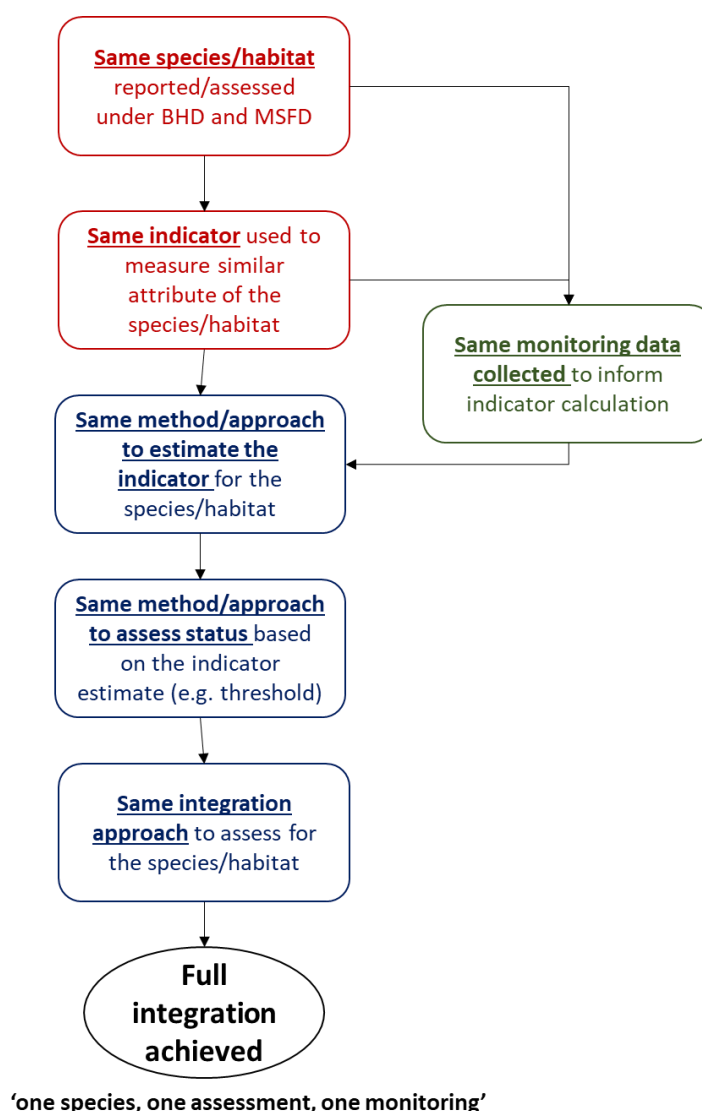 Same species/habitat
reported/assessed
under BHD and MSFD
Same indicator used to
measure similar
attribute of the
species/habitat
Same monitoring data
collected to inform
indicator calculation
Same method/approach
to estimate the
indicator for the
species/habitat
Same method/approach
to assess status based
on the indicator
estimate (e.g. threshold)
Same integration
approach to assess for
the species/habitat
Full
integration
achieved
‘one species, one assessment, one monitoring’